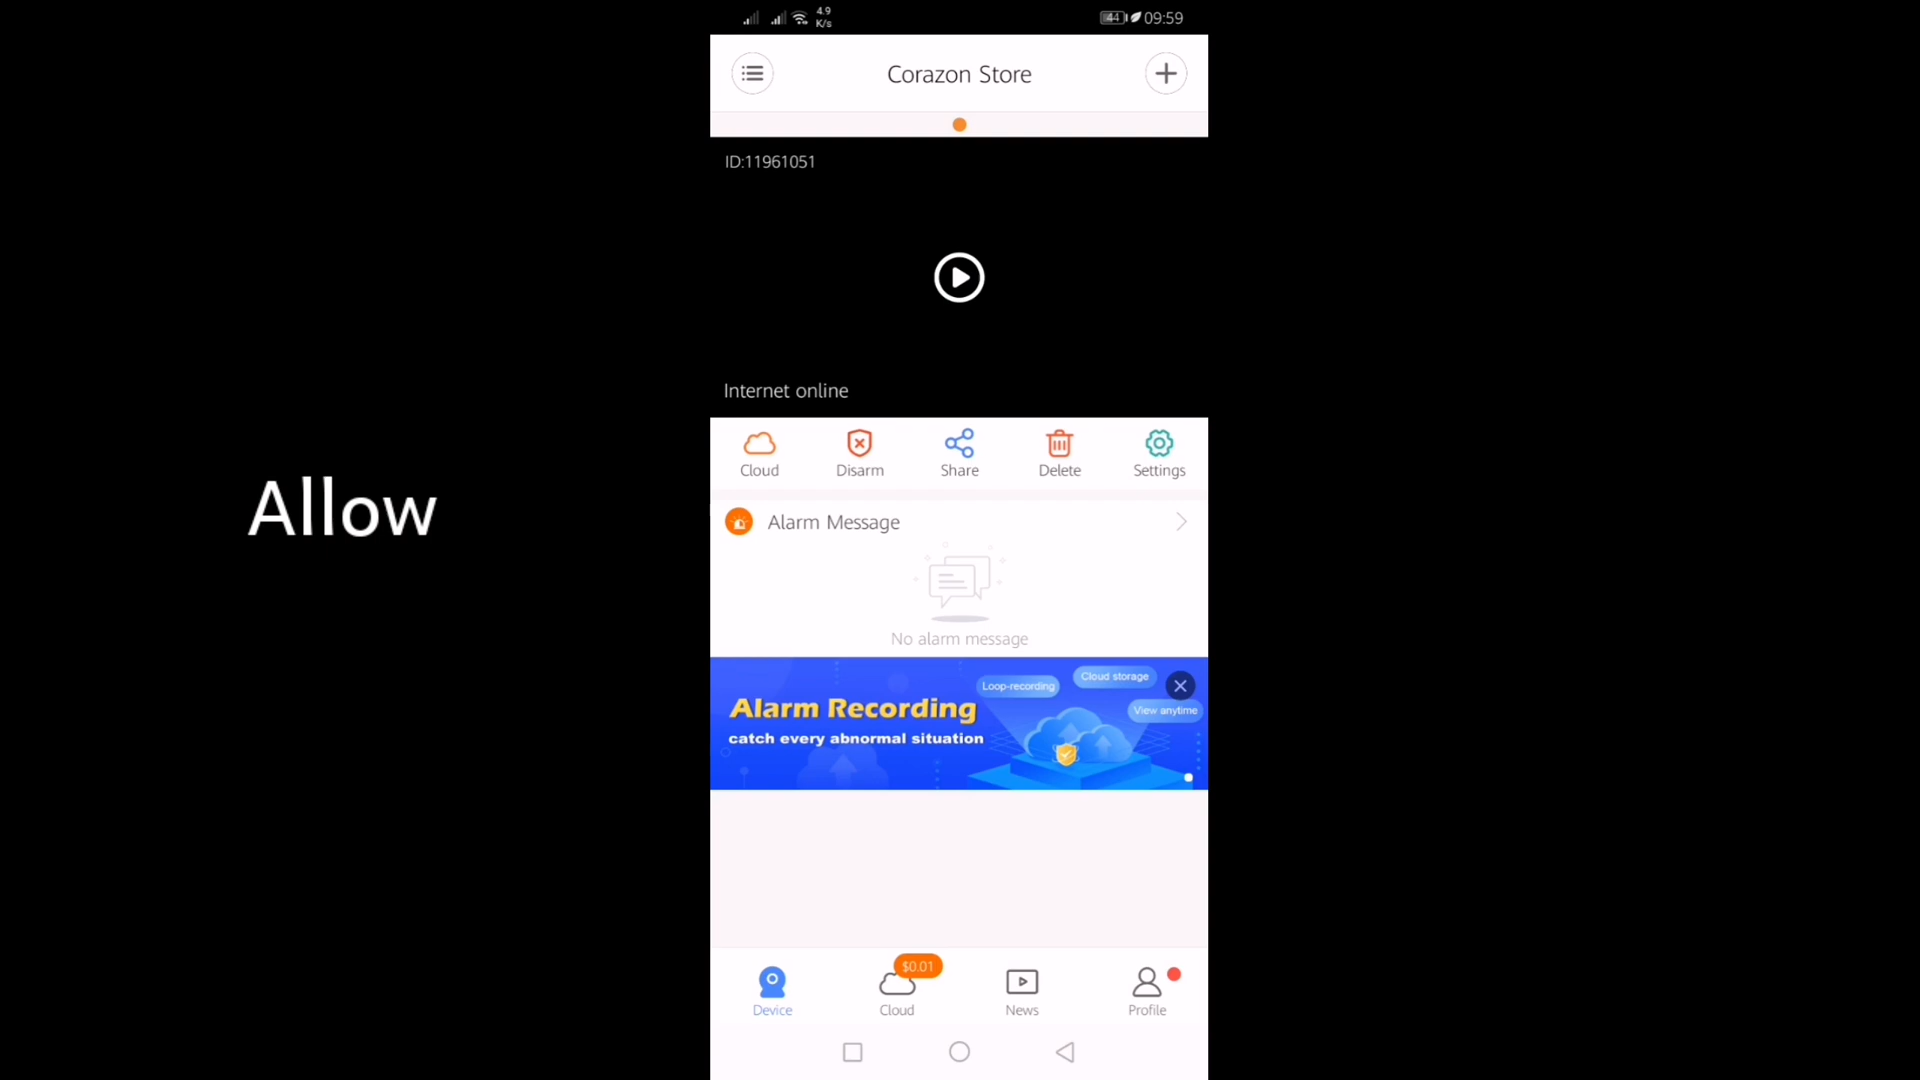 4.9
K/s
44
09:59
Corazon Store
ID:11961051
Internet online
Allow
Cloud
Disarm
Share
Delete
Settings
Alarm Message
No alarm message
Loop-recording
Cloud storage
View anytime
Alarm Recording
catch every abnormal situation
$0.01
Device
Cloud
News
Profile